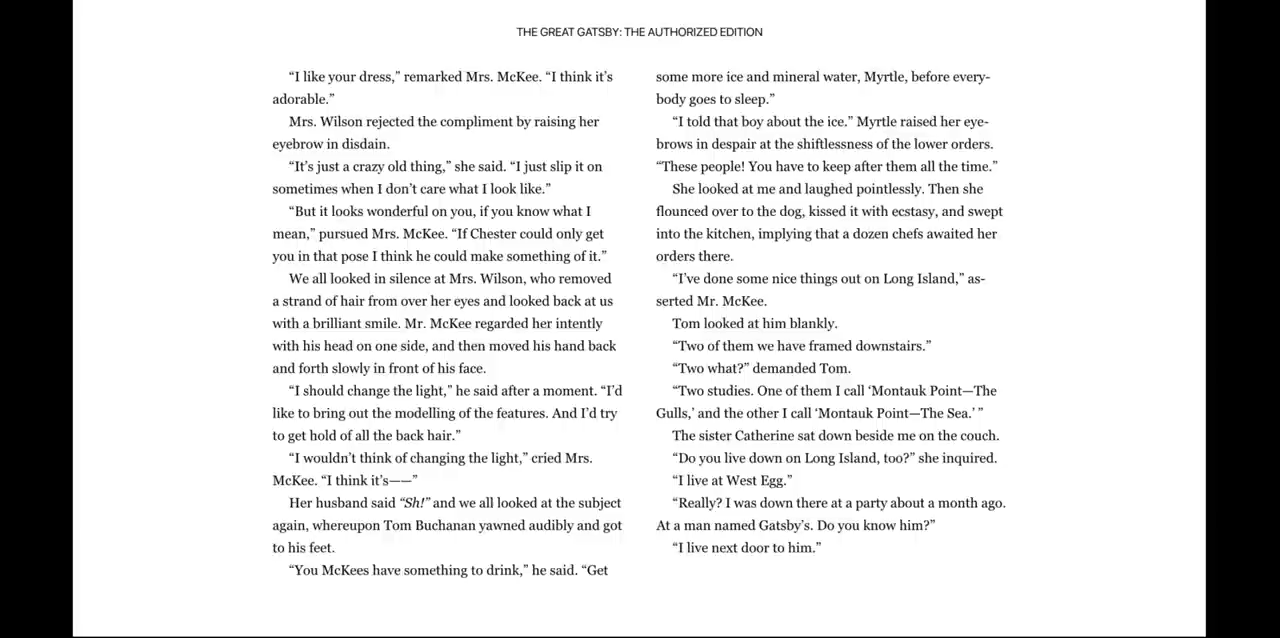 THE GREAT GATSBY: THE AUTHORIZED EDITION
“I like your dress,” remarked Mrs. McKee. “I think it’s
adorable.”
Mrs. Wilson rejected the compliment by raising her
eyebrow in disdain.
“It’s just a crazy old thing,” she said. “I just slip it on
sometimes when I don’t care what I look like.”
“But it looks wonderful on you, if you know what I
mean,” pursued Mrs. McKee. “If Chester could only get
you in that pose I think he could make something of it.”
We all looked in silence at Mrs. Wilson, who removed
a strand of hair from over her eyes and looked back at us
with a brilliant smile. Mr. McKee regarded her intently
with his head on one side, and then moved his hand back
and forth slowly in front of his face.
“I should change the light,” he said after a moment. “I’d
like to bring out the modelling of the features. And I’d try
to get hold of all the back hair.”
“I wouldn’t think of changing the light,” cried Mrs.
McKee. “I think it’s——”
Her husband said “Sh!” and we all looked at the subject
again, whereupon Tom Buchanan yawned audibly and got
to his feet.
“You McKees have something to drink,” he said. “Get
some more ice and mineral water, Myrtle, before every-
body goes to sleep.”
“I told that boy about the ice.” Myrtle raised her eye-
brows in despair at the shiftlessness of the lower orders.
“These people! You have to keep after them all the time.”
She looked at me and laughed pointlessly. Then she
flounced over to the dog, kissed it with ecstasy, and swept
into the kitchen, implying that a dozen chefs awaited her
orders there.
“I’ve done some nice things out on Long Island,” as-
serted Mr. McKee.
Tom looked at him blankly.
“Two of them we have framed downstairs.”
“Two what?” demanded Tom.
“Two studies. One of them I call ‘Montauk Point—The
Gulls,’ and the other I call ‘Montauk Point—The Sea.’ ”
The sister Catherine sat down beside me on the couch.
“Do you live down on Long Island, too?” she inquired.
“I live at West Egg.”
“Really? I was down there at a party about a month ago.
At a man named Gatsby’s. Do you know him?”
“I live next door to him.”